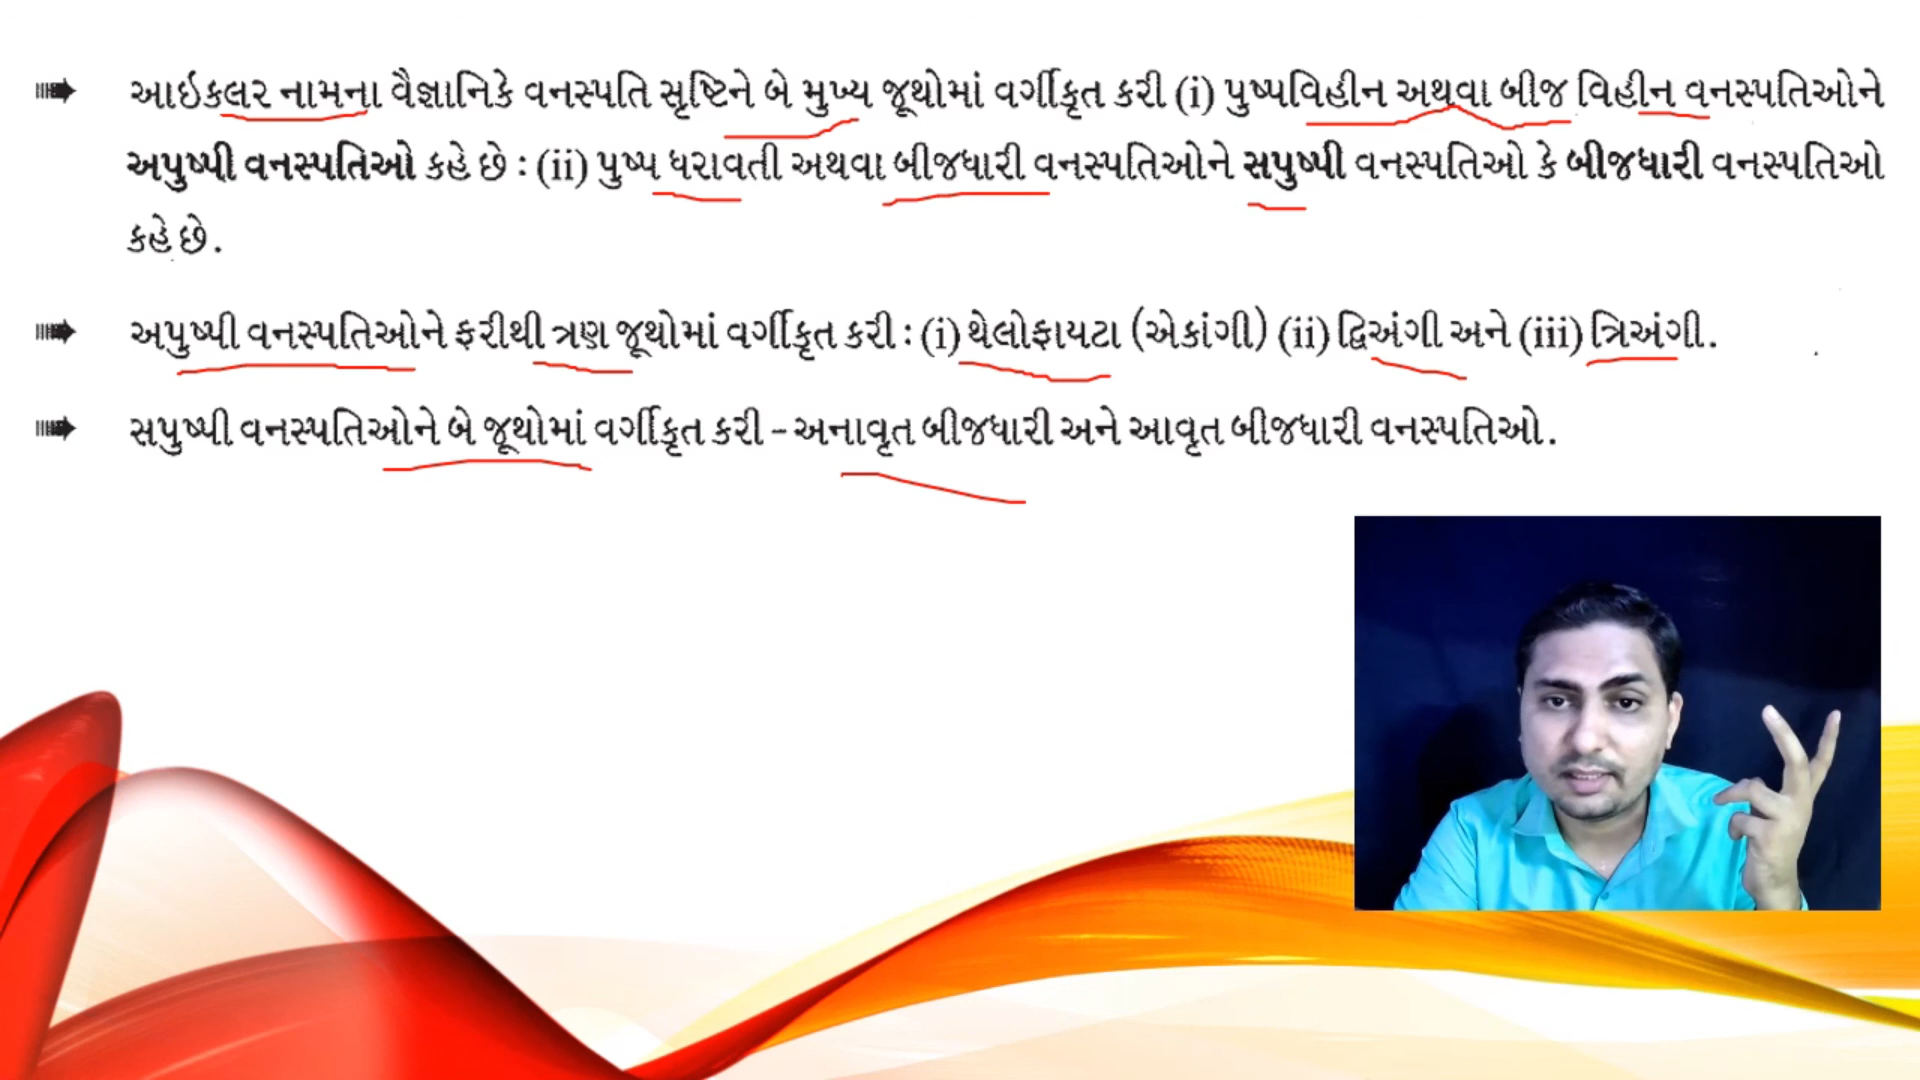 આઇકલર નામના વૈજ્ઞાનિકે વનસ્પતિ સૃષ્ટિને બે મુખ્ય જૂથોમાં વર્ગીકૃત કરી (i) પુષ્પવિહીન અથવા બીજ વિહીન વનસ્પતિઓને
અપુષ્પી વનસ્પતિઓ કહે છે : (ii) પુષ્પ ધરાવતી અથવા બીજધારી વનસ્પતિઓને સપુષ્પી વનસ્પતિઓ કે બીજધારી વનસ્પતિઓ
કહે છે.
અપુષ્પી વનસ્પતિઓને ફરીથી ત્રણ જૂથોમાં વર્ગીકૃત કરી : (i) થેલોફાયટા (એકાંગી) (ii) દ્વિઅંગી અને (iii) ત્રિઅંગી.
સપુષ્પી વનસ્પતિઓને બે જૂથોમાં વર્ગીકૃત કરી - અનાવૃત બીજધારી અને આવૃત બીજધારી વનસ્પતિઓ.